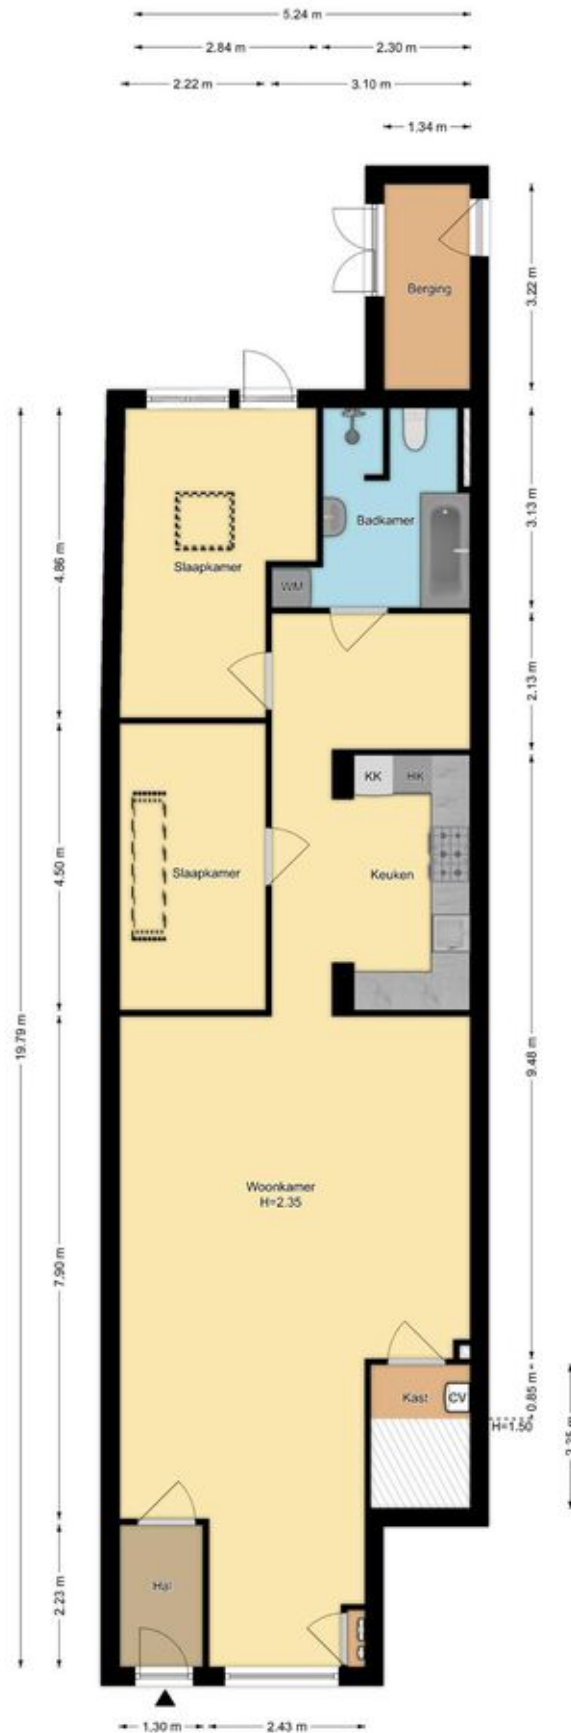 5.24 m
2.84 m
2.30 m
2.22 m
3.10 m
1.34 m
3.22 m
Berging
4.86 m
3.13 m
Badkamer
Slaapkamer
WM
2.13 m
KK
HK
4.50 m
Slaapkamer
Keuken
19.79 m
9.48 m
Woonkamer
H=2.35
7.90 m
Kast
CV
0.85 m
H=1.50
2.25 m
Hal
2.23 m
1.30 m
2.43 m